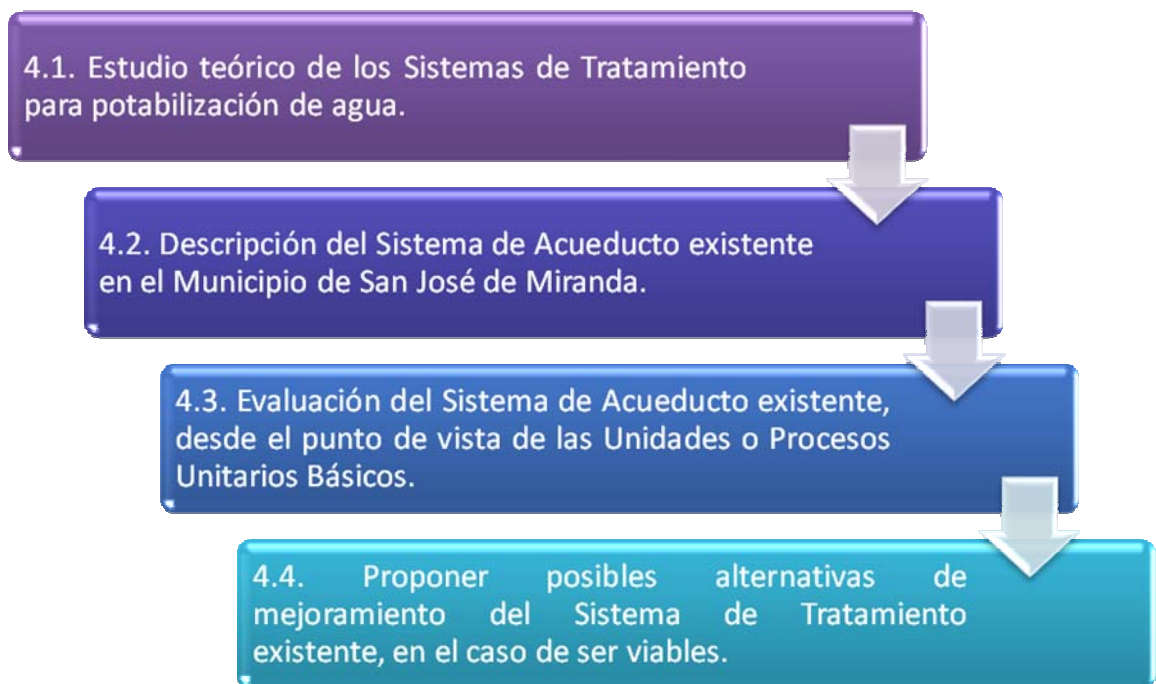 4.1. Estudio teórico de los Sistemas de Tratamiento
para potabilización de agua.
4.2. Descripción del Sistema de Acueducto existente
en el Municipio de San José de Miranda.
4.3. Evaluación del Sistema de Acueducto existente,
desde el punto de vista de las Unidades o Procesos
Unitarios Básicos.
4.4. Proponer posibles alternativas de
mejoramiento del Sistema de Tratamiento
existente, en el caso de ser viables.